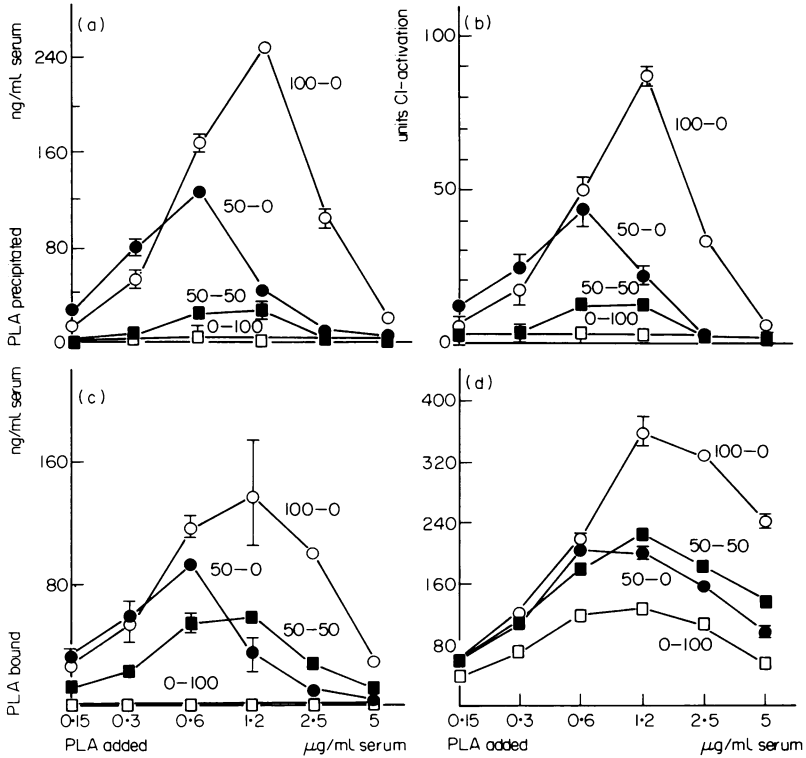 (a)
ng/ml serum
PLA precipitated
240
160
80
0
100-0
50-0
50-50
0-100
(b)
units C1-activation
100
50
0
100-0
50-0
50-50
0-100
(c)
ng/ml serum
PLA bound
160
80
100-0
50-0
50-50
0-100
0·15 0·3 0·6 1·2 2·5 5
PLA added μg/ml serum
(d)
400
320
240
160
80
100-0
50-50
50-0
0-100
0·15 0·3 0·6 1·2 2·5 5
PLA added μg/ml serum